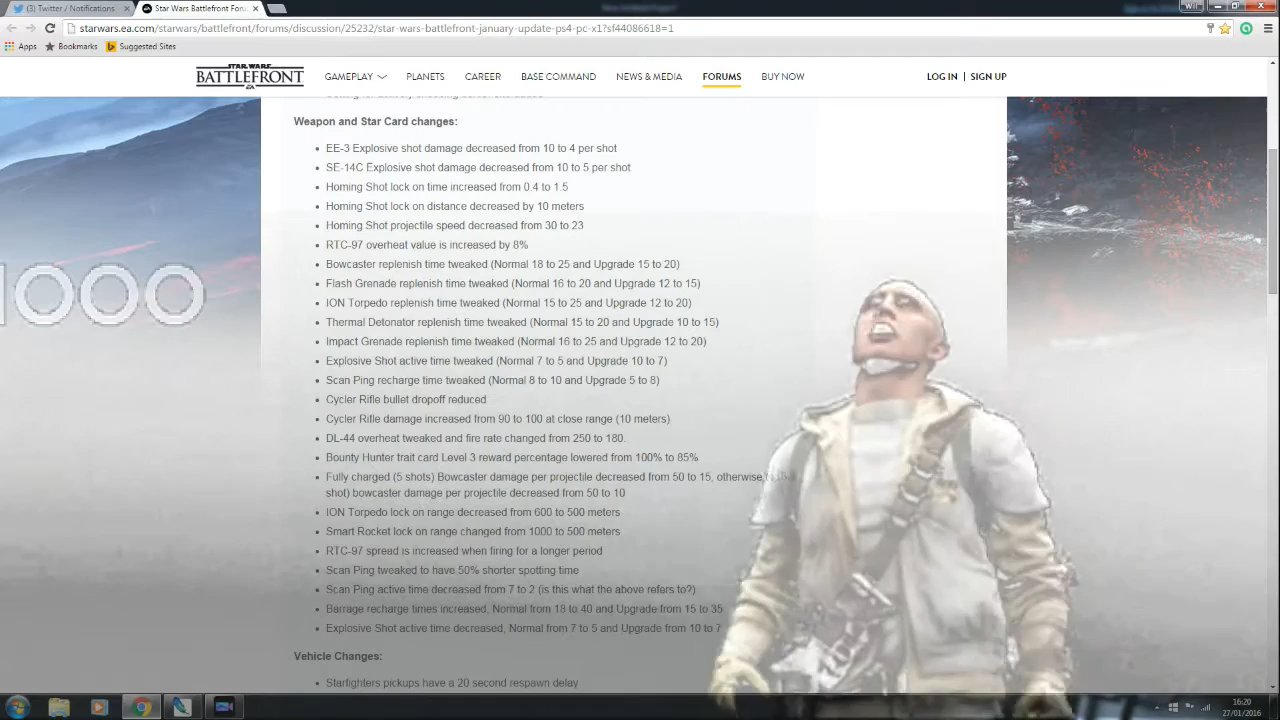 (3) Twitter / Notifications
Star Wars Battlefront Foru
Wil
starwars.ea.com/starwars/battlefront/forums/discussion/25232/star-wars-battlefront-january-update-ps4-pc-x1?sf44086618=1
Apps Bookmarks Suggested Sites
STAR WARS
BATTLEFRONT
EA
GAMEPLAY PLANETS CAREER BASE COMMAND NEWS & MEDIA FORUMS BUY NOW LOG IN | SIGN UP
Weapon and Star Card changes:
EE-3 Explosive shot damage decreased from 10 to 4 per shot
SE-14C Explosive shot damage decreased from 10 to 5 per shot
Homing Shot lock on time increased from 0.4 to 1.5
Homing Shot lock on distance decreased by 10 meters
Homing Shot projectile speed decreased from 30 to 23
RTC-97 overheat value is increased by 8%
Bowcaster replenish time tweaked (Normal 18 to 25 and Upgrade 15 to 20)
Flash Grenade replenish time tweaked (Normal 16 to 20 and Upgrade 12 to 15)
1000
ION Torpedo replenish time tweaked (Normal 15 to 25 and Upgrade 12 to 20)
Thermal Detonator replenish time tweaked (Normal 15 to 20 and Upgrade 10 to 15)
Impact Grenade replenish time tweaked (Normal 16 to 25 and Upgrade 12 to 20)
Explosive Shot active time tweaked (Normal 7 to 5 and Upgrade 10 to 7)
Scan Ping recharge time tweaked (Normal 8 to 10 and Upgrade 5 to 8)
Cycler Rifle bullet dropoff reduced
Cycler Rifle damage increased from 90 to 100 at close range (10 meters)
DL-44 overheat tweaked and fire rate changed from 250 to 180.
Bounty Hunter trait card Level 3 reward percentage lowered from 100% to 85%
Fully charged (5 shots) Bowcaster damage per projectile decreased from 50 to 15, otherwise
shot) bowcaster damage per projectile decreased from 50 to 10
ION Torpedo lock on range decreased from 600 to 500 meters
Smart Rocket lock on range changed from 1000 to 500 meters
RTC-97 spread is increased when firing for a longer period
Scan Ping tweaked to have 50% shorter spotting time
Scan Ping active time decreased from 7 to 2 (is this what the above refers to?)
Barrage recharge times increased, Normal from 18 to 40 and Upgrade from 15 to 35
Explosive Shot active time decreased, Normal from 7 to 5 and Upgrade from 10 to 7
Vehicle Changes:
Starfighters pickups have a 20 second respawn delay
16:20
27/01/2016